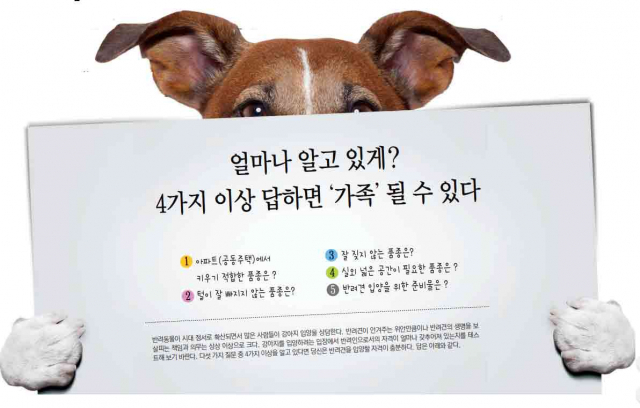 얼마나 알고 있게?
4가지 이상 답하면 ‘가족’ 될 수 있다
1 아파트(공동주택)에서
키우기 적합한 품종은?
2 털이 잘 빠지지 않는 품종은?
3 잘 짖지 않는 품종은?
4 실외 넓은 공간이 필요한 품종은?
5 반려견 입양을 위한 준비물은?
반려동물이 시대 정서로 확산되면서 많은 사람들이 강아지 입양을 상담한다. 반려견이 안겨주는 위안만큼이나 반려견의 생명을 보
살피는 책임과 의무는 상상 이상으로 크다. 강아지를 입양하려는 입장에서 반려인으로서의 자격이 얼마나 갖추어져 있는지를 테스
트해 보기 바란다. 다섯 가지 질문 중 4가지 이상을 알고 있다면 당신은 반려견을 입양할 자격이 충분하다. 답은 아래와 같다.